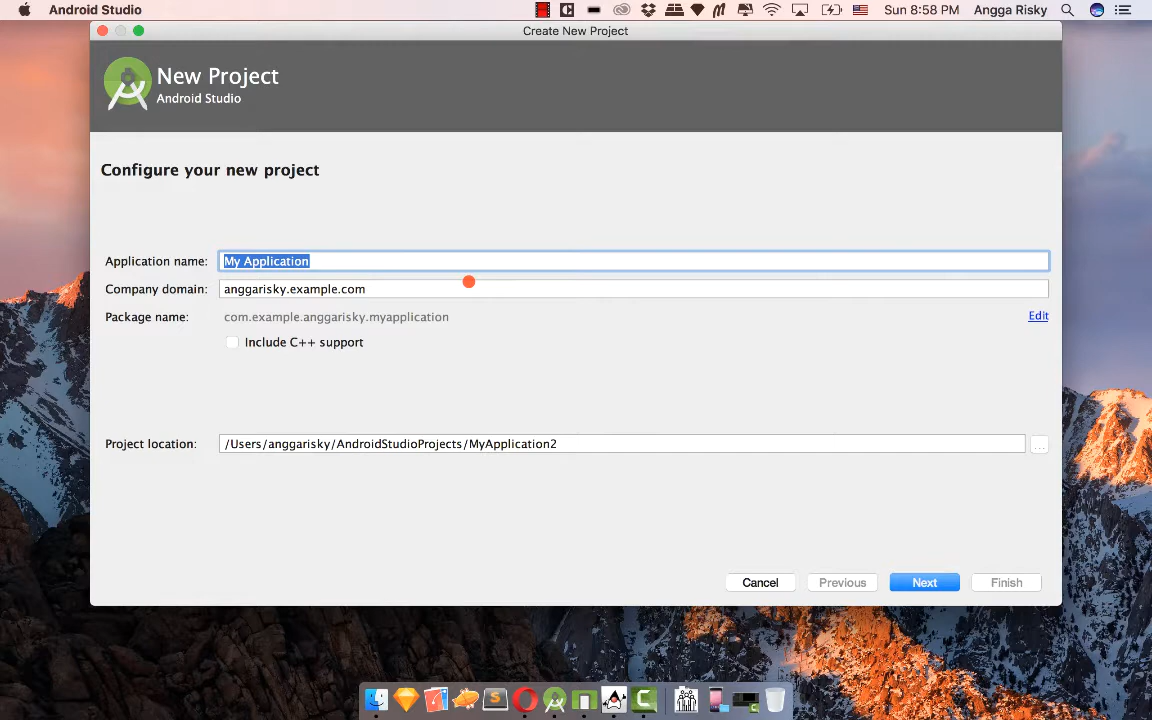 Android Studio
Sun 8:58 PM
Angga Risky
Create New Project
New Project
Android Studio
Configure your new project
Application name: My Application
Company domain: anggarisky.example.com
Package name: com.example.anggarisky.myapplication
Edit
Include C++ support
Project location: /Users/anggarisky/AndroidStudioProjects/MyApplication2
...
Cancel
Previous
Next
Finish